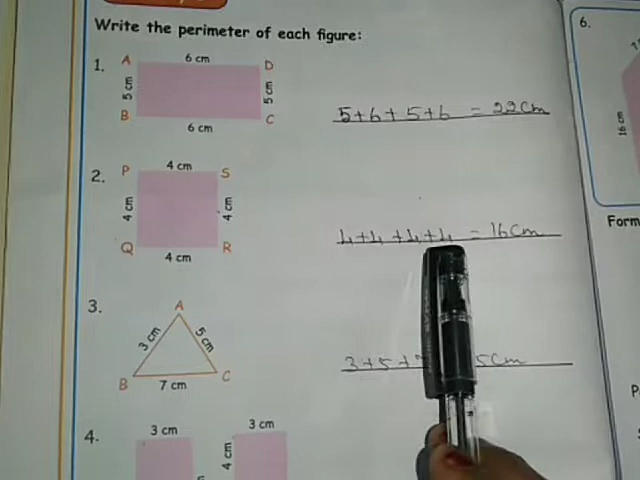 Write the perimeter of each figure:
6.
1. A 6 cm D
5 cm 5 cm
B 6 cm C
5+6+5+6 = 22cm
16 cm
2. P 4 cm S
4 cm 4 cm
Q 4 cm R
4+4+4+4 = 16cm
Form
3. A
3 cm 5 cm
B 7 cm C
3+5+ 5cm
4. 3 cm 3 cm
4 cm